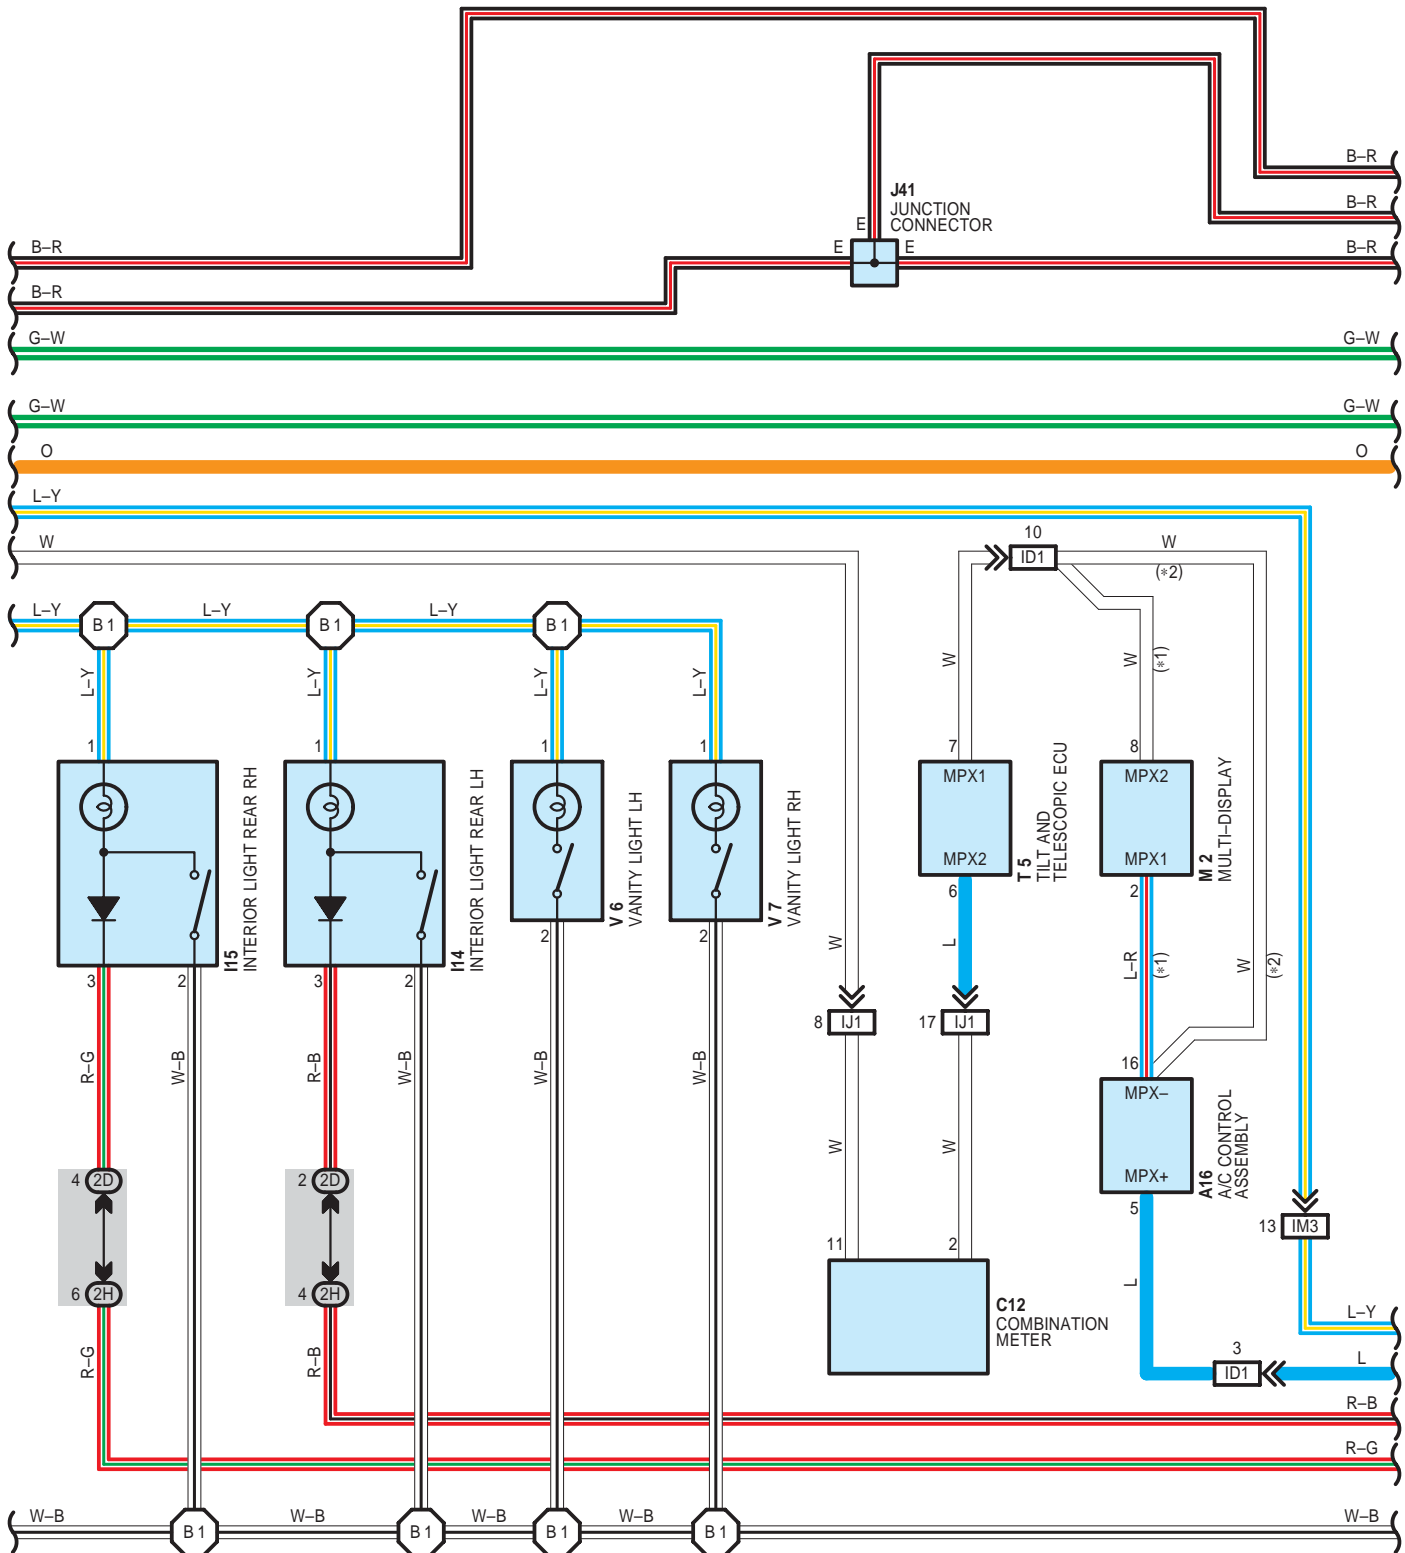 B–R
B–R
J41
JUNCTION
CONNECTOR
E
B–R
E
E
B–R
B–R
G–W
G–W
G–W
G–W
O
O
L–Y
W
10
ID1
W
(*2)
L–Y
B 1
L–Y
B 1
L–Y
B 1
L–Y
L–Y
L–Y
L–Y
W
W
(*1)
1
1
1
1
7
8
I15
INTERIOR LIGHT REAR RH
I14
INTERIOR LIGHT REAR LH
V 6
VANITY LIGHT LH
V 7
VANITY LIGHT RH
MPX1
MPX2
T 5
TILT AND
TELESCOPIC ECU
MPX2
MPX1
M 2
MULTI–DISPLAY
2
2
6
2
3
2
3
2
W
L
L–R
(*1)
W
(*2)
8
IJ1
17
IJ1
R–G
W–B
R–B
W–B
W–B
W–B
16
MPX–
MPX+
A16
A/C CONTROL
ASSEMBLY
W
W
4
2D
2
2D
5
13
IM3
11
2
6
2H
4
2H
L
C12
COMBINATION
METER
L–Y
R–G
R–B
3
ID1
L
R–B
R–G
W–B
B 1
W–B
B 1
W–B
B 1
W–B
B 1
W–B